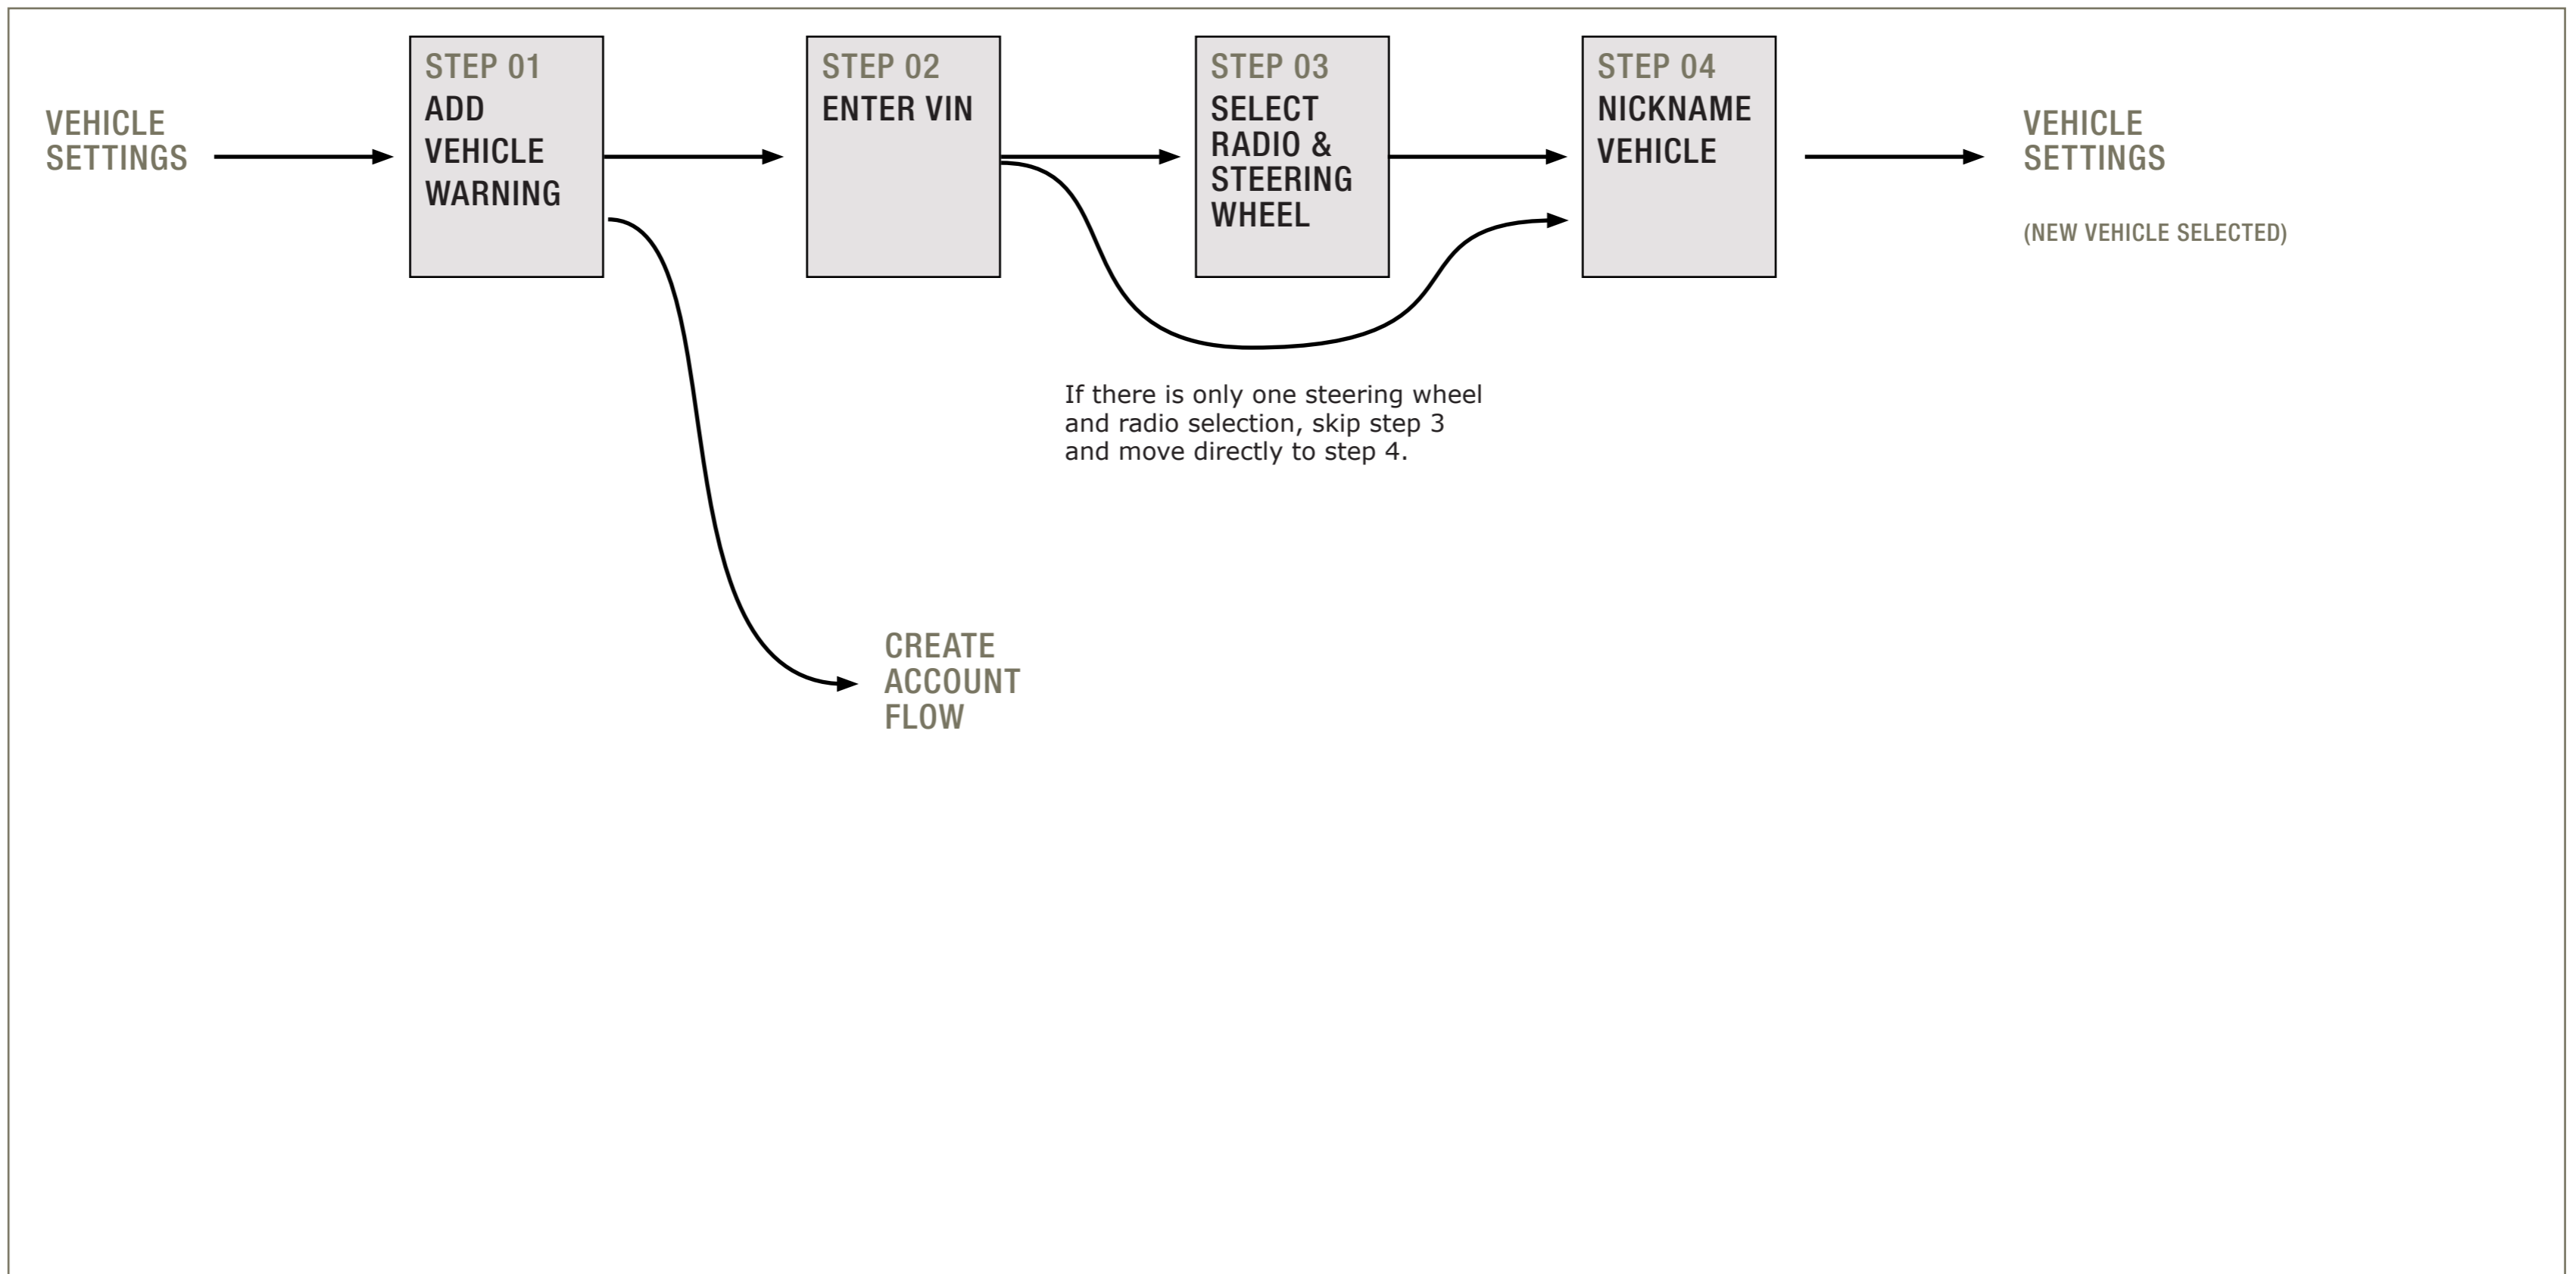 VEHICLE
SETTINGS
STEP 01
ADD
VEHICLE
WARNING
STEP 02
ENTER VIN
STEP 03
SELECT
RADIO &
STEERING
WHEEL
STEP 04
NICKNAME
VEHICLE
VEHICLE
SETTINGS
(NEW VEHICLE SELECTED)
If there is only one steering wheel
and radio selection, skip step 3
and move directly to step 4.
CREATE
ACCOUNT
FLOW